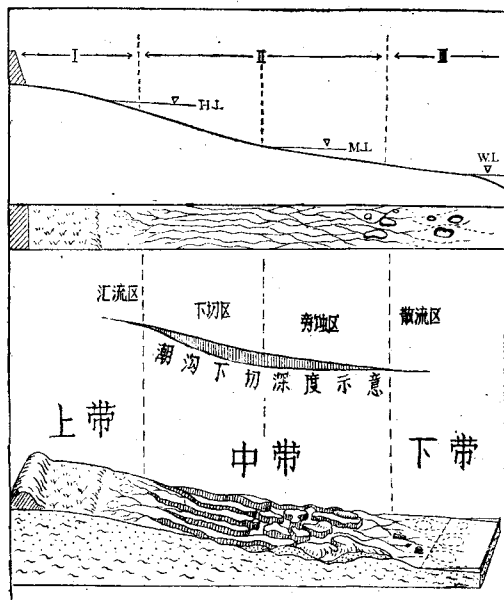 I II III
H.L
M.L
W.L
汇流区 下切区 旁蚀区 散流区
潮沟下切深度示意
上带 中带 下带